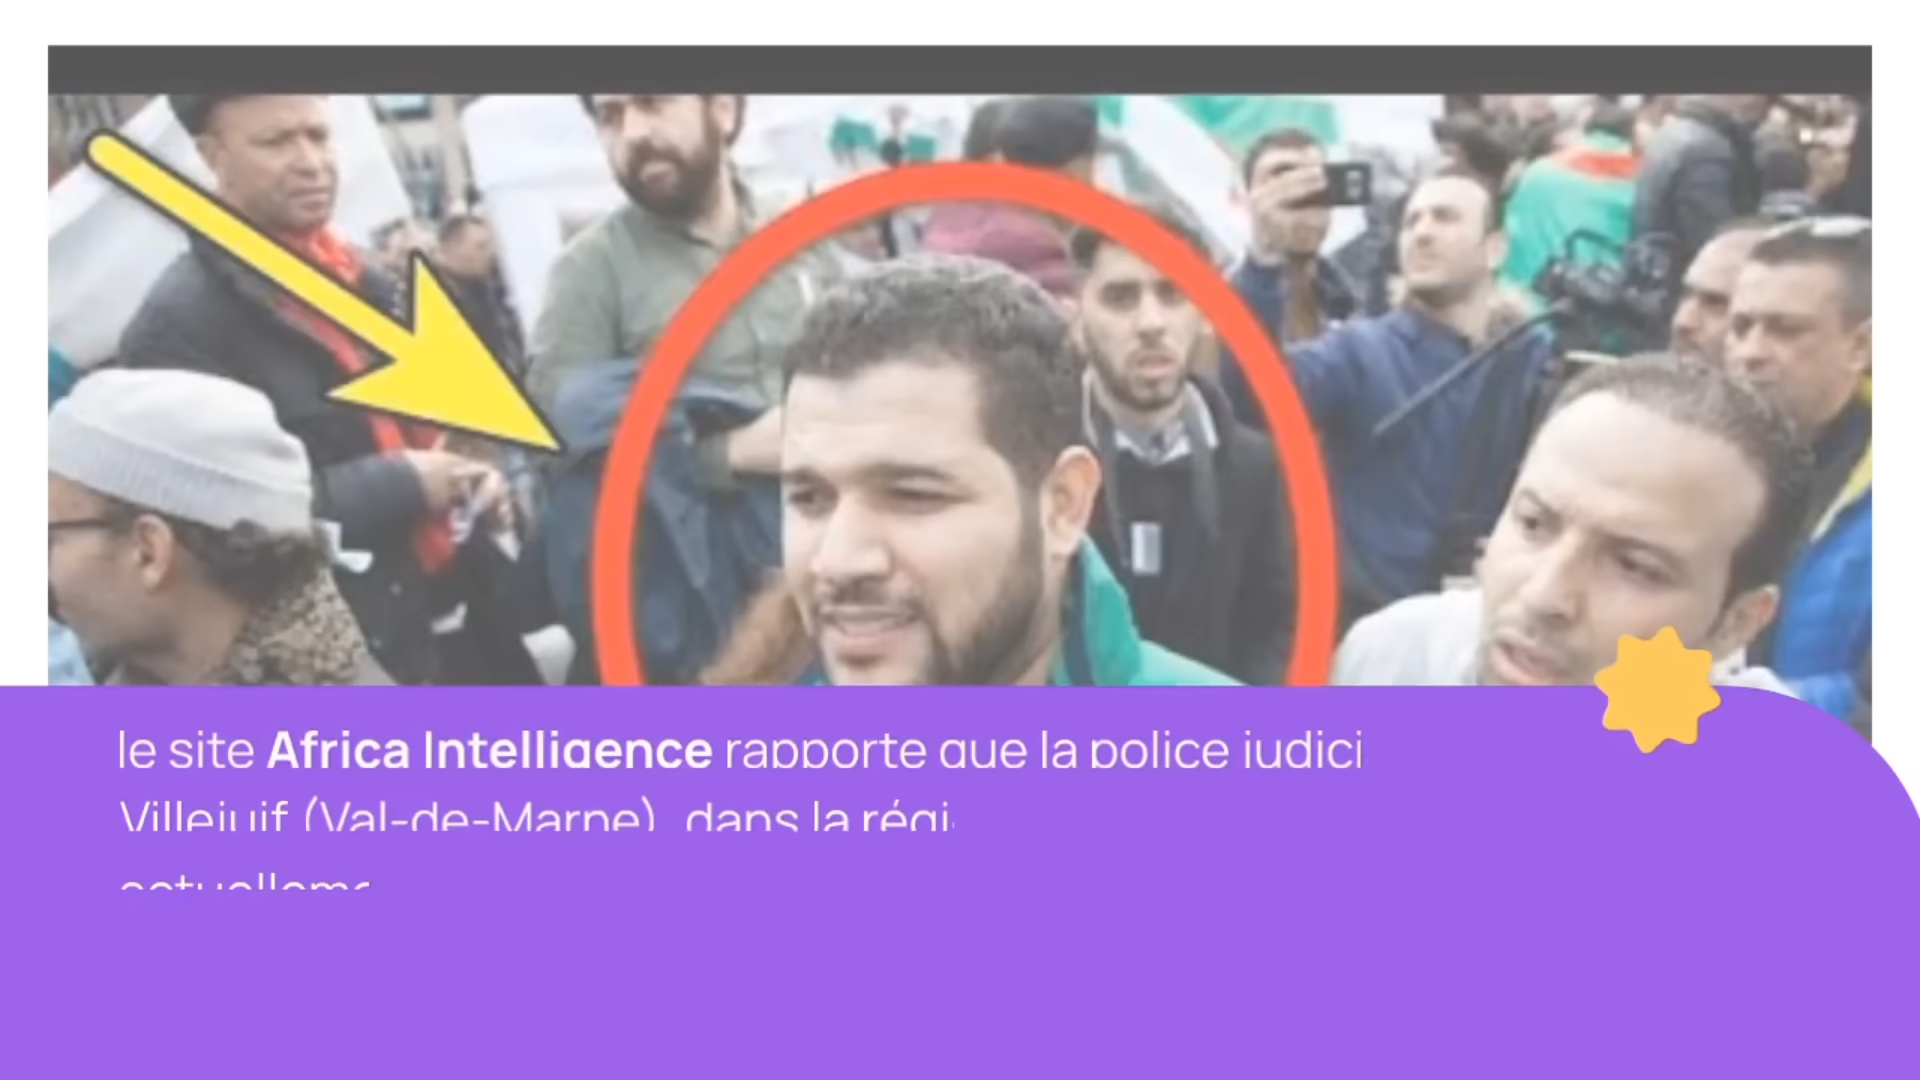 le site Africa Intelligence rapporte que la police judici
Villejuif (Val-de-Marne), dans la régi